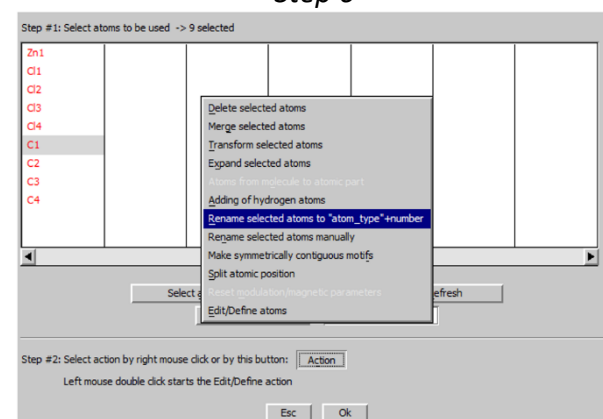 Step #1: Select atoms to be used -> 9 selected
Zn1
Cl1
Cl2
Cl3
Cl4
C1
C2
C3
C4
Delete selected atoms
Merge selected atoms
Transform selected atoms
Expand selected atoms
Atoms from molecule to atomic part
Adding of hydrogen atoms
Rename selected atoms to "atom_type"+number
Rename selected atoms manually
Make symmetrically contiguous motifs
Split atomic position
Reset modulation/magnetic parameters
Edit/Define atoms
Select
Step #2: Select action by right mouse click or by this button: Action
Left mouse double click starts the Edit/Define action
Esc Ok